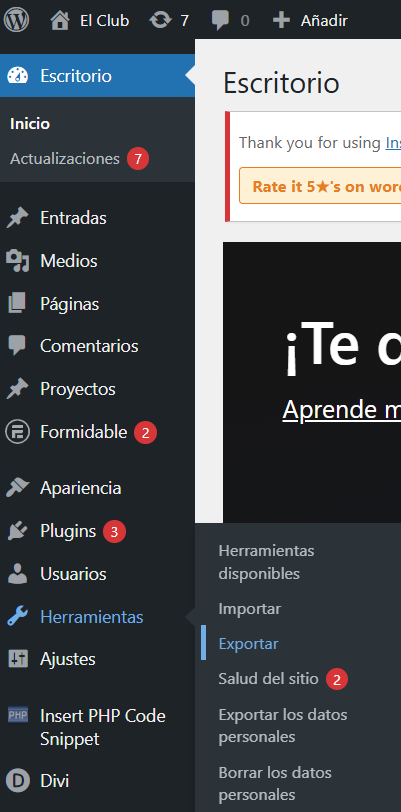 El Club 7 0 Añadir
Escritorio
Inicio
Actualizaciones 7
Entradas
Medios
Páginas
Comentarios
Proyectos
Formidable 2
Apariencia
Plugins 3
Usuarios
Herramientas
Ajustes
PHP Insert PHP Code
Snippet
D Divi
Escritorio
Thank you for using Ins
Rate it 5★'s on wor
¡Te d
Aprende m
Herramientas
disponibles
Importar
Exportar
Salud del sitio 2
Exportar los datos
personales
Borrar los datos
personales